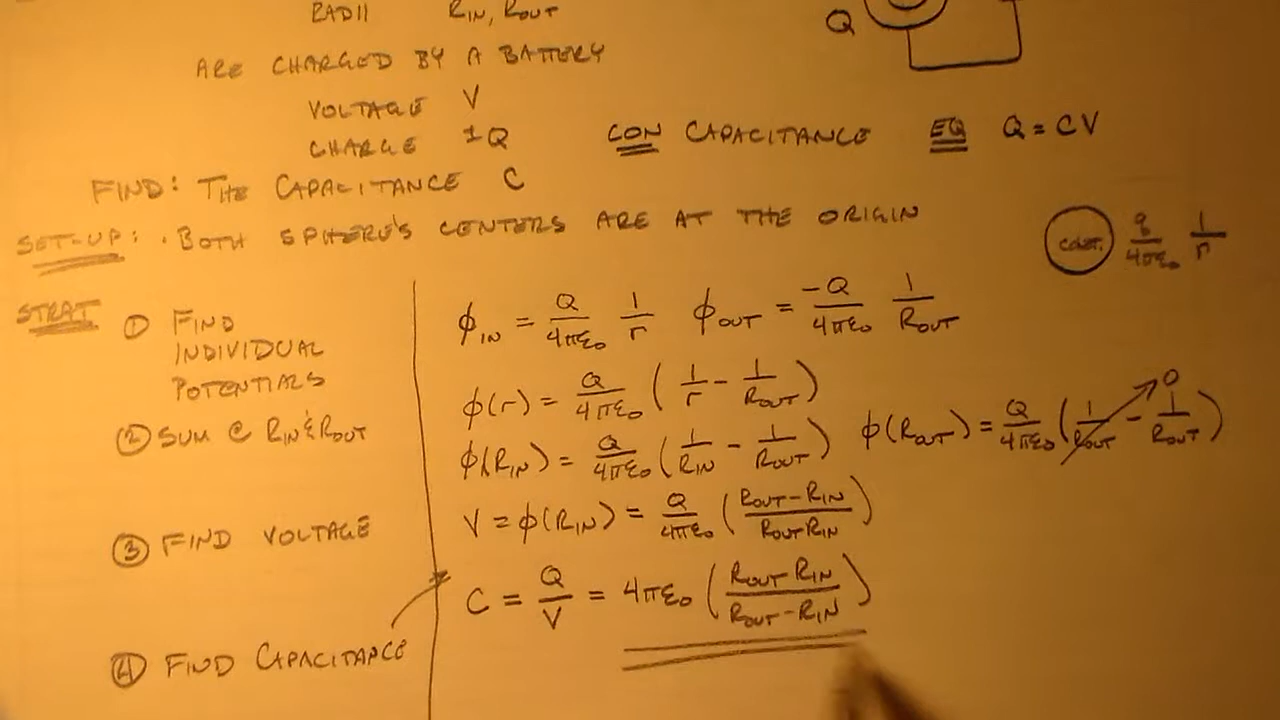 RADII RIN, ROUT
Q
ARE CHARGED BY A BATTERY
VOLTAGE V
CHARGE ±Q CON CAPACITANCE EQ Q = CV
FIND: THE CAPACITANCE C
SET-UP: · BOTH SPHERE'S CENTERS ARE AT THE ORIGIN
CONST. q/4πε₀ 1/r
STRAT ① FIND INDIVIDUAL POTENTIALS
ϕIN = Q/4πε₀ 1/r ϕOUT = -Q/4πε₀ 1/ROUT
ϕ(r) = Q/4πε₀ (1/r - 1/ROUT)
② SUM @ RIN & ROUT
ϕ(RIN) = Q/4πε₀ (1/RIN - 1/ROUT) ϕ(ROUT) = Q/4πε₀ (1/ROUT - 1/ROUT) 0
③ FIND VOLTAGE
V = ϕ(RIN) = Q/4πε₀ (ROUT - RIN/ROUT RIN)
④ FIND CAPACITANCE
C = Q/V = 4πε₀ (ROUT RIN/ROUT - RIN)